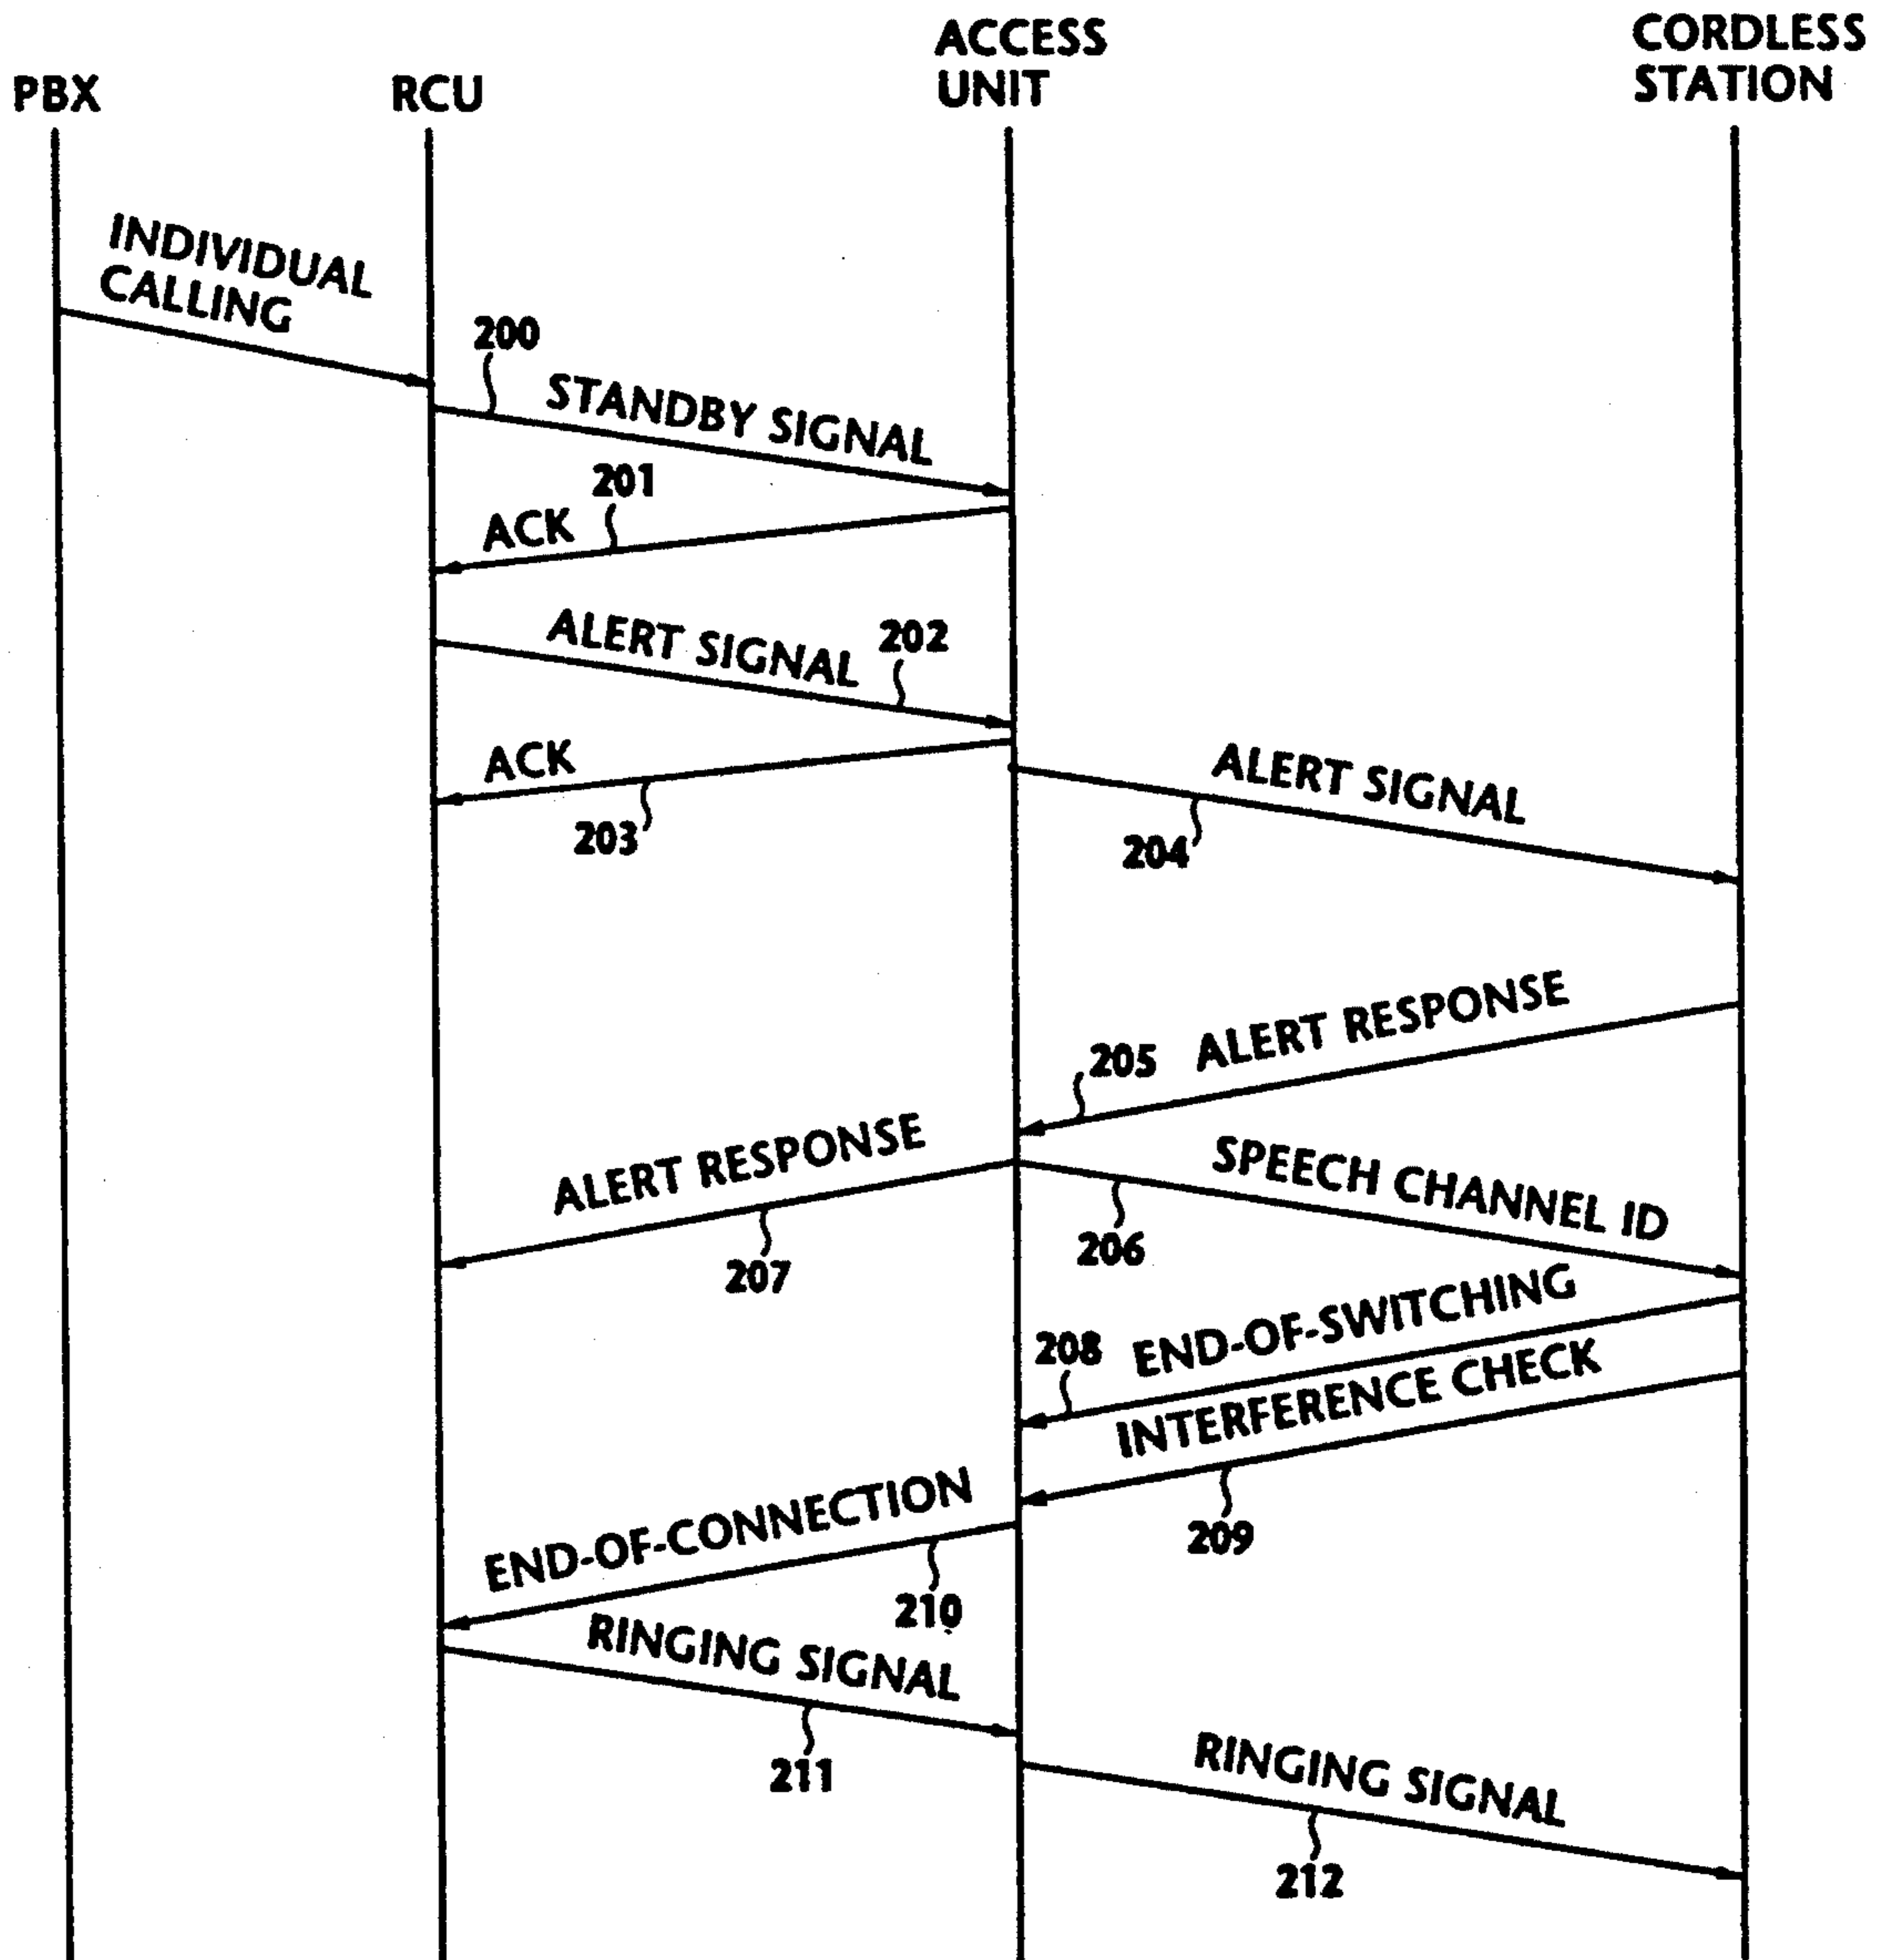 PBX
RCU
ACCESS
UNIT
CORDLESS
STATION
INDIVIDUAL
CALLING
200
STANDBY SIGNAL
201
ACK
ALERT SIGNAL
202
ACK
203
ALERT SIGNAL
204
ALERT RESPONSE
205
ALERT RESPONSE
207
SPEECH CHANNEL ID
206
END-OF-SWITCHING
208
INTERFERENCE CHECK
209
END-OF-CONNECTION
210
RINGING SIGNAL
211
RINGING SIGNAL
212